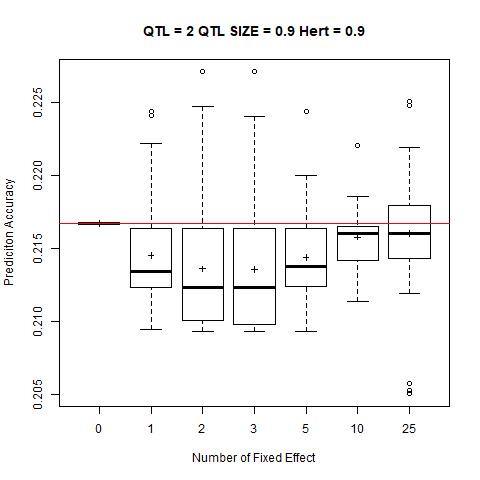 QTL = 2 QTL SIZE = 0.9 Hert = 0.9
Prediciton Accuracy
0.225
0.220
0.215
0.210
0.205
0 1 2 3 5 10 25
Number of Fixed Effect